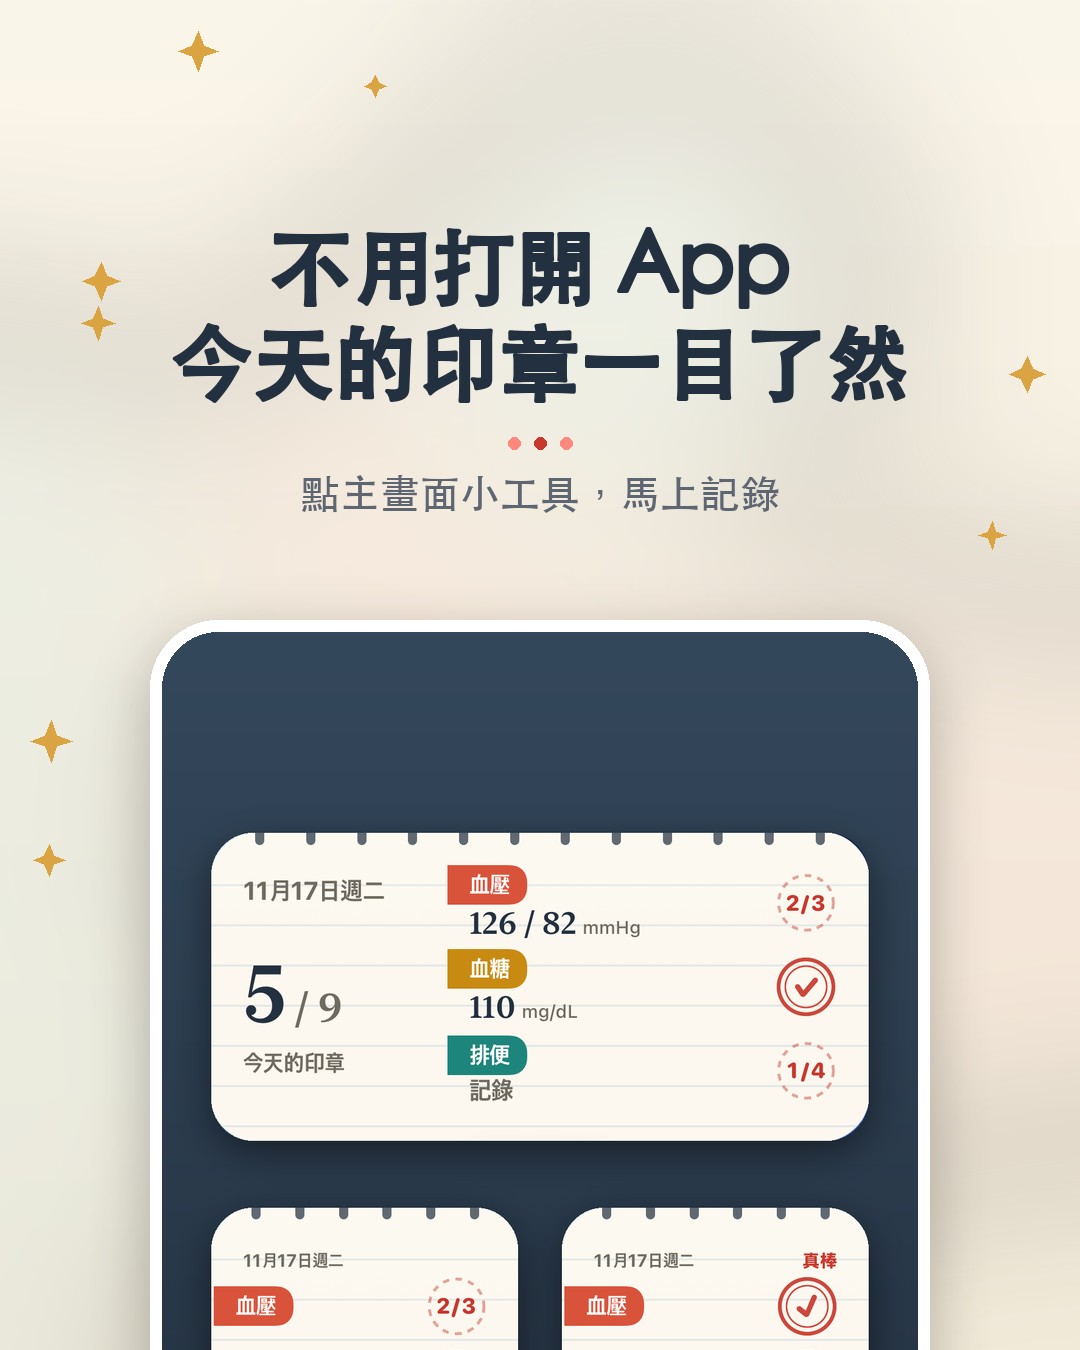 不用打開 App
今天的印章一目了然
點主畫面小工具，馬上記錄
11月17日週二
5 / 9
今天的印章
血壓
126 / 82 mmHg
2/3
血糖
110 mg/dL
排便
記錄
1/4
11月17日週二
血壓
2/3
11月17日週二
真棒
血壓